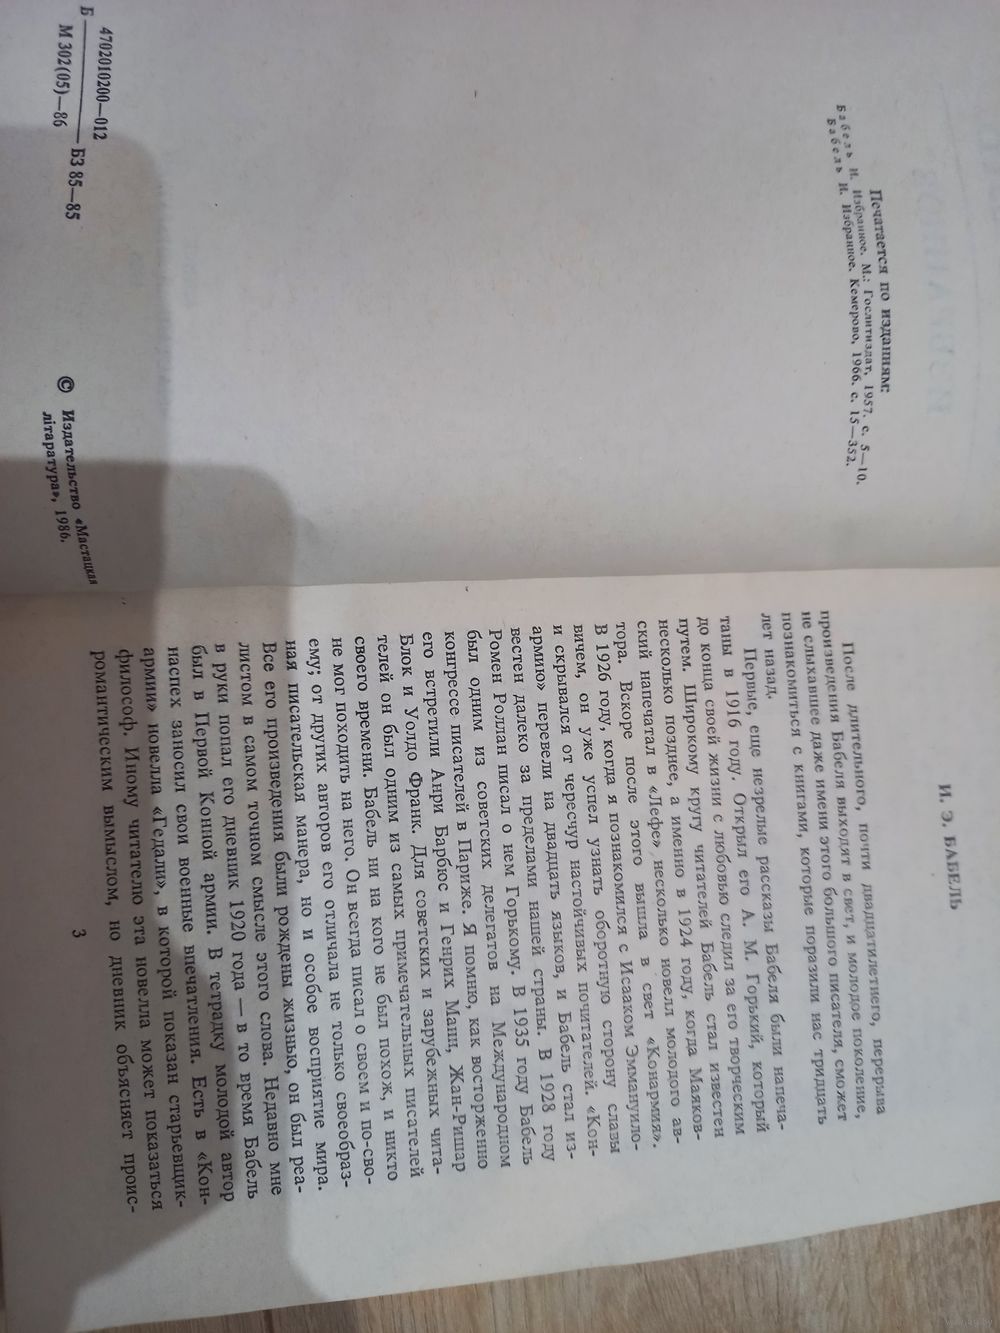 Печатается по изданиям:
Бабель И. Избранное. М.: Гослитиздат, 1957. с. 5—10.
Бабель И. Избранное. Кемерово, 1966. с. 15—352.
Б 4702010200—012 БЗ 85—85
М 302(05)—86
© Издательство «Мастацкая
літаратура», 1986.
И. Э. БАБЕЛЬ
После длительного, почти двадцатилетнего, перерыва
произведения Бабеля выходят в свет, и молодое поколение,
не слыхавшее даже имени этого большого писателя, сможет
познакомиться с книгами, которые поразили нас тридцать
лет назад.
Первые, еще незрелые рассказы Бабеля были напеча-
таны в 1916 году. Открыл его А. М. Горький, который
до конца своей жизни с любовью следил за его творческим
путем. Широкому кругу читателей Бабель стал известен
несколько позднее, а именно в 1924 году, когда Маяков-
ский напечатал в «Лефе» несколько новелл молодого ав-
тора. Вскоре после этого вышла в свет «Конармия».
В 1926 году, когда я познакомился с Исааком Эммануило-
вичем, он уже успел узнать оборотную сторону славы
и скрывался от чересчур настойчивых почитателей. «Кон-
армию» перевели на двадцать языков, и Бабель стал из-
вестен далеко за пределами нашей страны. В 1928 году
Ромен Роллан писал о нем Горькому. В 1935 году Бабель
был одним из советских делегатов на Международном
конгрессе писателей в Париже. Я помню, как восторженно
его встретили Анри Барбюс и Генрих Манн, Жан-Ришар
Блок и Уолдо Франк. Для советских и зарубежных чита-
телей он был одним из самых примечательных писателей
своего времени. Бабель ни на кого не был похож, и никто
не мог походить на него. Он всегда писал о своем и по-сво-
ему; от других авторов его отличала не только своеобраз-
ная писательская манера, но и особое восприятие мира.
Все его произведения были рождены жизнью, он был реа-
листом в самом точном смысле этого слова. Недавно мне
в руки попал его дневник 1920 года — в то время Бабель
был в Первой Конной армии. В тетрадку молодой автор
наспех заносил свои военные впечатления. Есть в «Кон-
армии» новелла «Гедали», в которой показан старьевщик-
философ. Иному читателю эта новелла может показаться
романтическим вымыслом, но дневник объясняет проис-
3